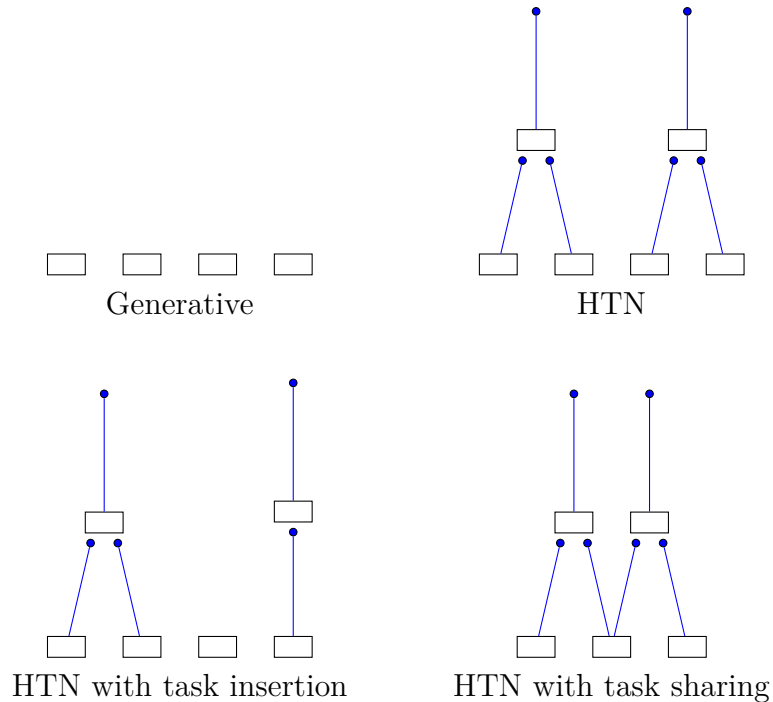 Generative
HTN
HTN with task insertion
HTN with task sharing